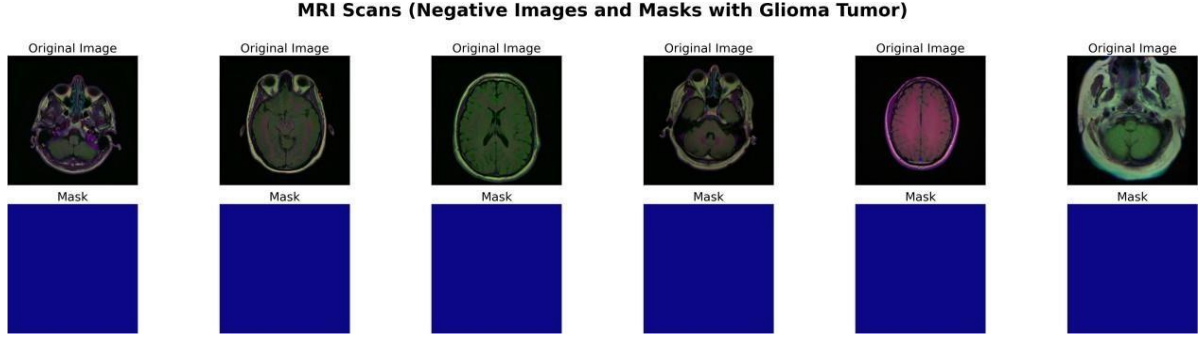 MRI Scans (Negative Images and Masks with Glioma Tumor)
Original Image Original Image Original Image Original Image Original Image Original Image
Mask Mask Mask Mask Mask Mask